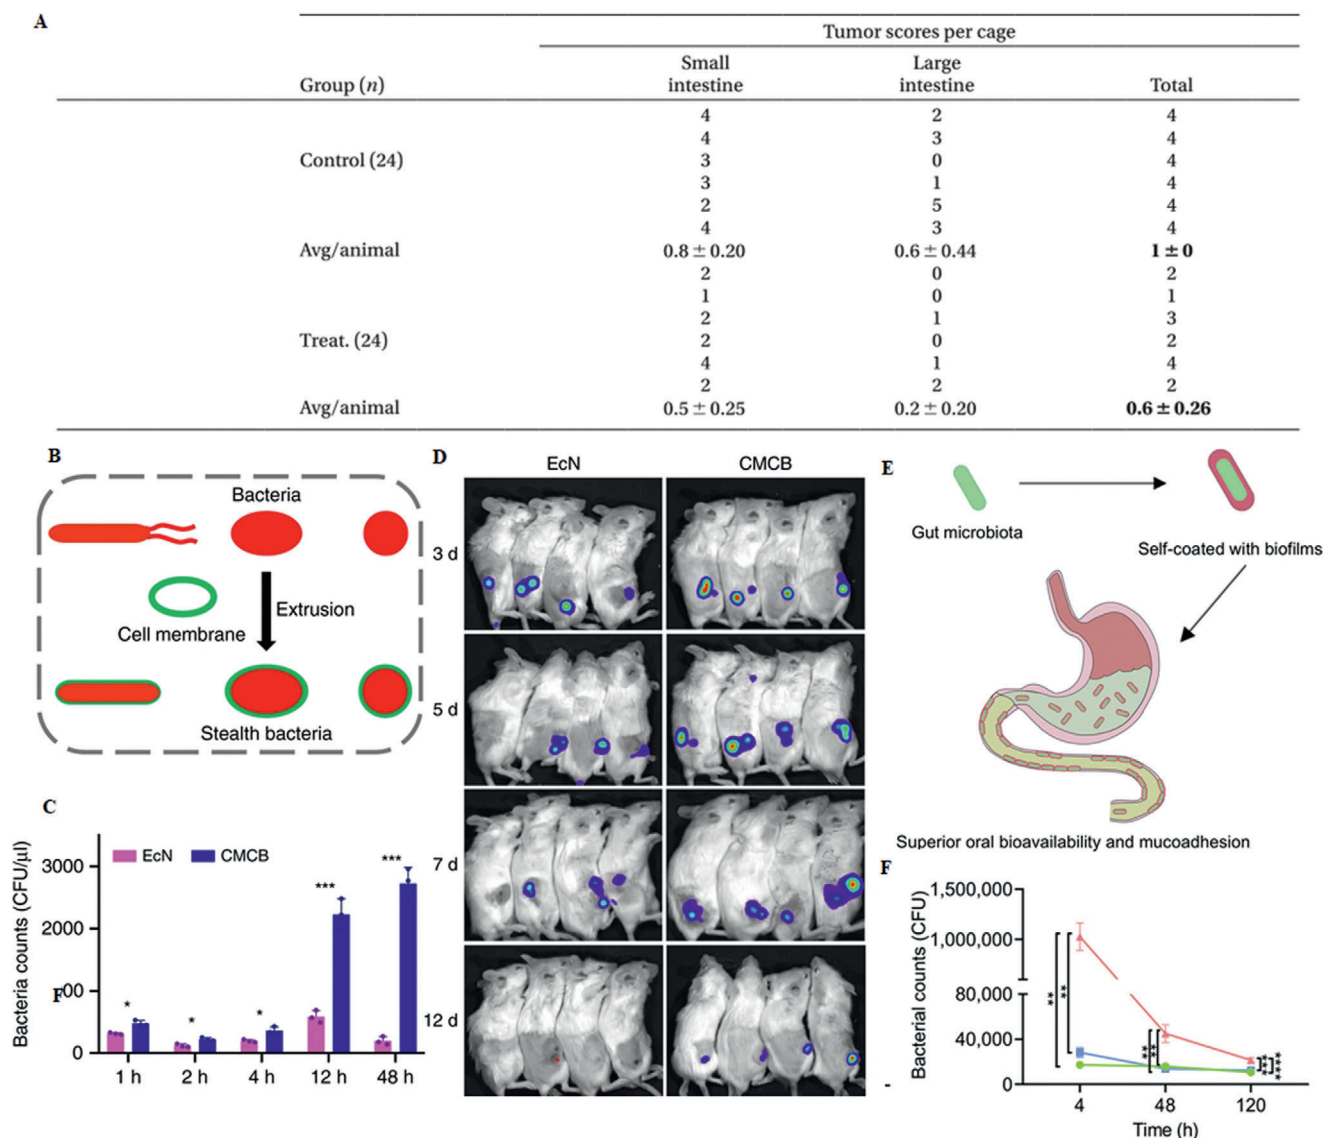 A
Tumor scores per cage
Group (n)
Small
intestine
Large
intestine
Total
4 2 4
4 3 4
Control (24) 3 0 4
3 1 4
2 5 4
4 3 4
Avg/animal 0.8 ± 0.20 0.6 ± 0.44 1 ± 0
2 0 2
1 0 1
2 1 3
Treat. (24) 2 0 2
4 1 4
2 2 2
Avg/animal 0.5 ± 0.25 0.2 ± 0.20 0.6 ± 0.26
B
Bacteria
Extrusion
Cell membrane
Stealth bacteria
C
Bacteria counts (CFU/µl)
EcN CMCB
3000
2000
F 00
0
* * * *** ***
1 h 2 h 4 h 12 h 48 h
D
EcN CMCB
3 d
5 d
7 d
12 d
E
Gut microbiota
Self-coated with biofilms
Superior oral bioavailability and mucoadhesion
F
Bacterial counts (CFU)
1,500,000
1,000,000
80,000
40,000
0
** **
** **
*** ****
4 48 120
Time (h)